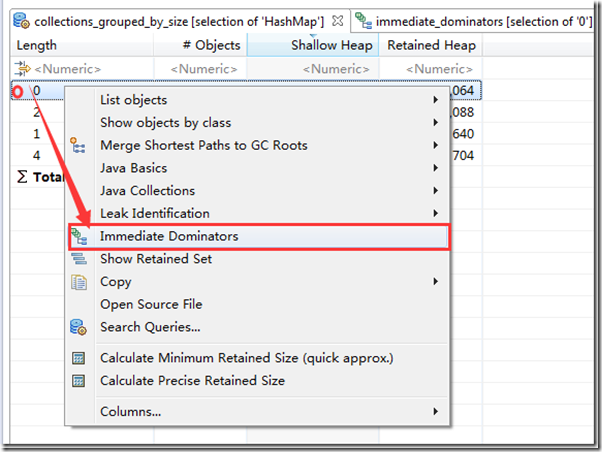 collections_grouped_by_size [selection of 'HashMap'] immediate_dominators [selection of '0']
Length # Objects Shallow Heap Retained Heap
<Numeric> <Numeric> <Numeric> <Numeric>
0 ,064
List objects
2 ,088
Show objects by class
1 640
Merge Shortest Paths to GC Roots
4 704
Java Basics
Σ Total
Java Collections
Leak Identification
Immediate Dominators
Show Retained Set
Copy
Open Source File
Search Queries...
Calculate Minimum Retained Size (quick approx.)
Calculate Precise Retained Size
Columns...